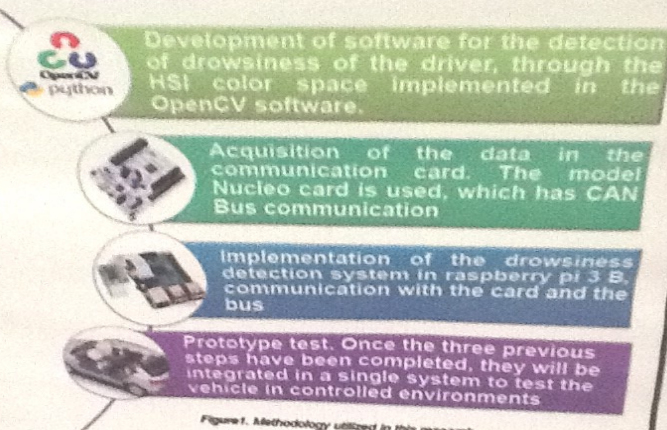 OpenCV
python
Development of software for the detection
of drowsiness of the driver, through the
HSI color space implemented in the
OpenCV software.
Acquisition of the data in the
communication card. The model
Nucleo card is used, which has CAN
Bus communication
Implementation of the drowsiness
detection system in raspberry pi 3 B,
communication with the card and the
bus
Prototype test. Once the three previous
steps have been completed, they will be
integrated in a single system to test the
vehicle in controlled environments
Figure1. Methodology utilized in this